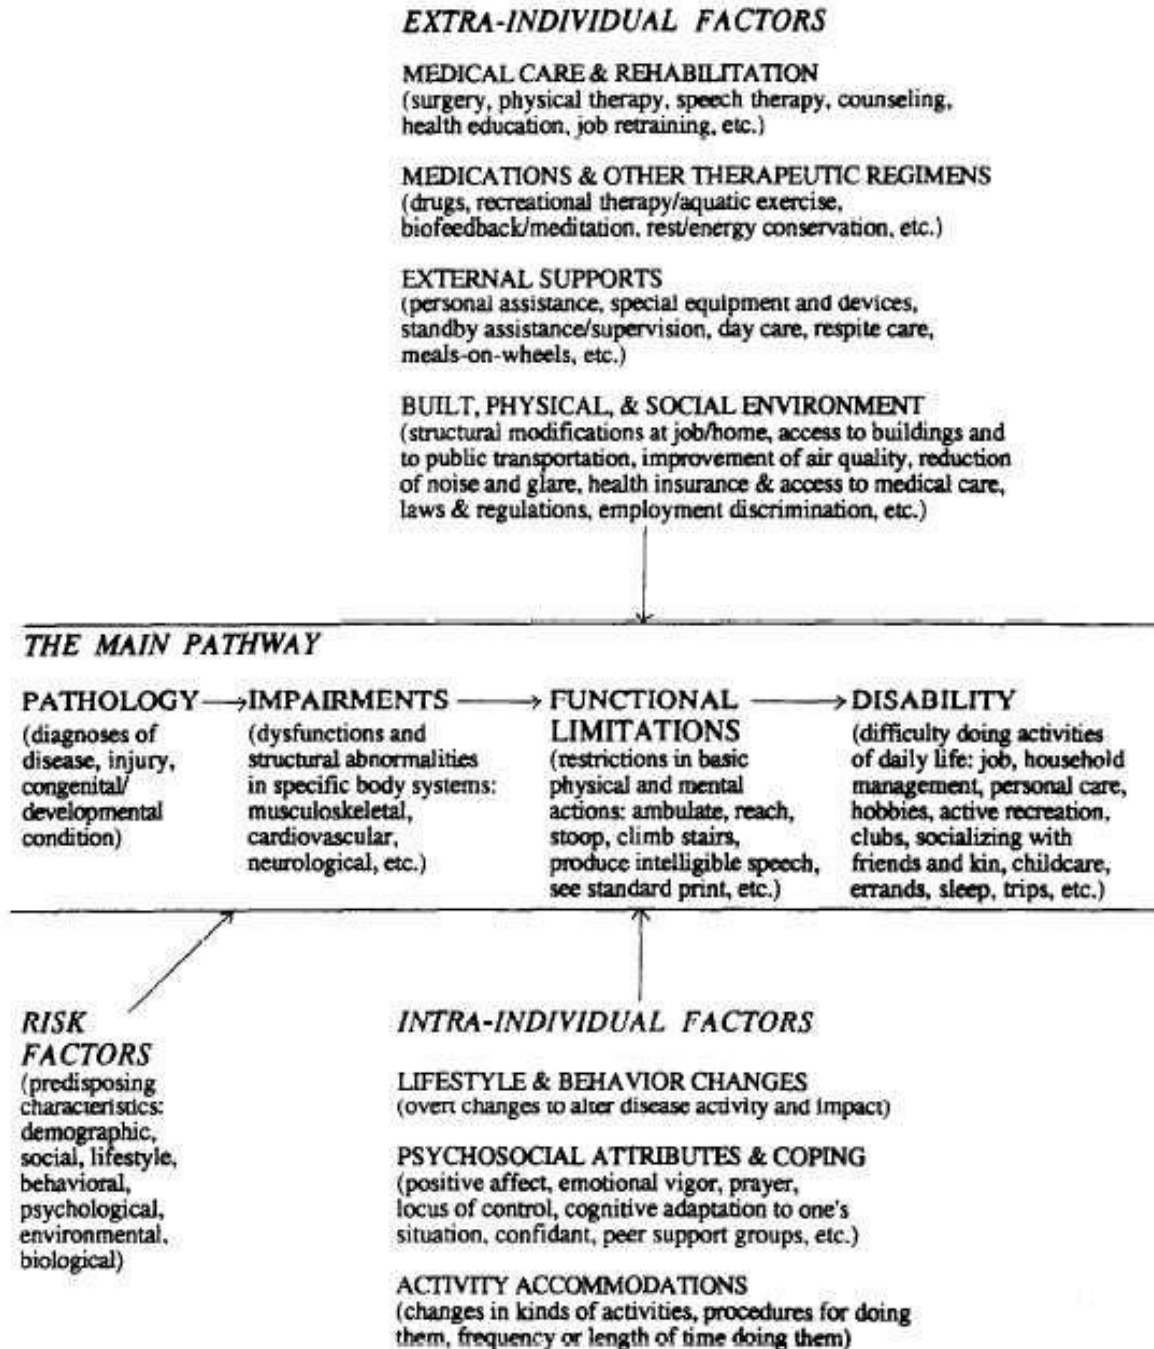 EXTRA-INDIVIDUAL FACTORS
MEDICAL CARE & REHABILITATION
(surgery, physical therapy, speech therapy, counseling,
health education, job retraining, etc.)
MEDICATIONS & OTHER THERAPEUTIC REGIMENS
(drugs, recreational therapy/aquatic exercise,
biofeedback/meditation, rest/energy conservation, etc.)
EXTERNAL SUPPORTS
(personal assistance, special equipment and devices,
standby assistance/supervision, day care, respite care,
meals-on-wheels, etc.)
BUILT, PHYSICAL, & SOCIAL ENVIRONMENT
(structural modifications at job/home, access to buildings and
to public transportation, improvement of air quality, reduction
of noise and glare, health insurance & access to medical care,
laws & regulations, employment discrimination, etc.)
THE MAIN PATHWAY
PATHOLOGY
(diagnoses of
disease, injury,
congenital/
developmental
condition)
IMPAIRMENTS
(dysfunctions and
structural abnormalities
in specific body systems:
musculoskeletal,
cardiovascular,
neurological, etc.)
FUNCTIONAL
LIMITATIONS
(restrictions in basic
physical and mental
actions: ambulate, reach,
stoop, climb stairs,
produce intelligible speech,
see standard print, etc.)
DISABILITY
(difficulty doing activities
of daily life: job, household
management, personal care,
hobbies, active recreation,
clubs, socializing with
friends and kin, childcare,
errands, sleep, trips, etc.)
RISK
FACTORS
(predisposing
characteristics:
demographic,
social, lifestyle,
behavioral,
psychological,
environmental,
biological)
INTRA-INDIVIDUAL FACTORS
LIFESTYLE & BEHAVIOR CHANGES
(overt changes to alter disease activity and impact)
PSYCHOSOCIAL ATTRIBUTES & COPING
(positive affect, emotional vigor, prayer,
locus of control, cognitive adaptation to one's
situation, confidant, peer support groups, etc.)
ACTIVITY ACCOMMODATIONS
(changes in kinds of activities, procedures for doing
them, frequency or length of time doing them)